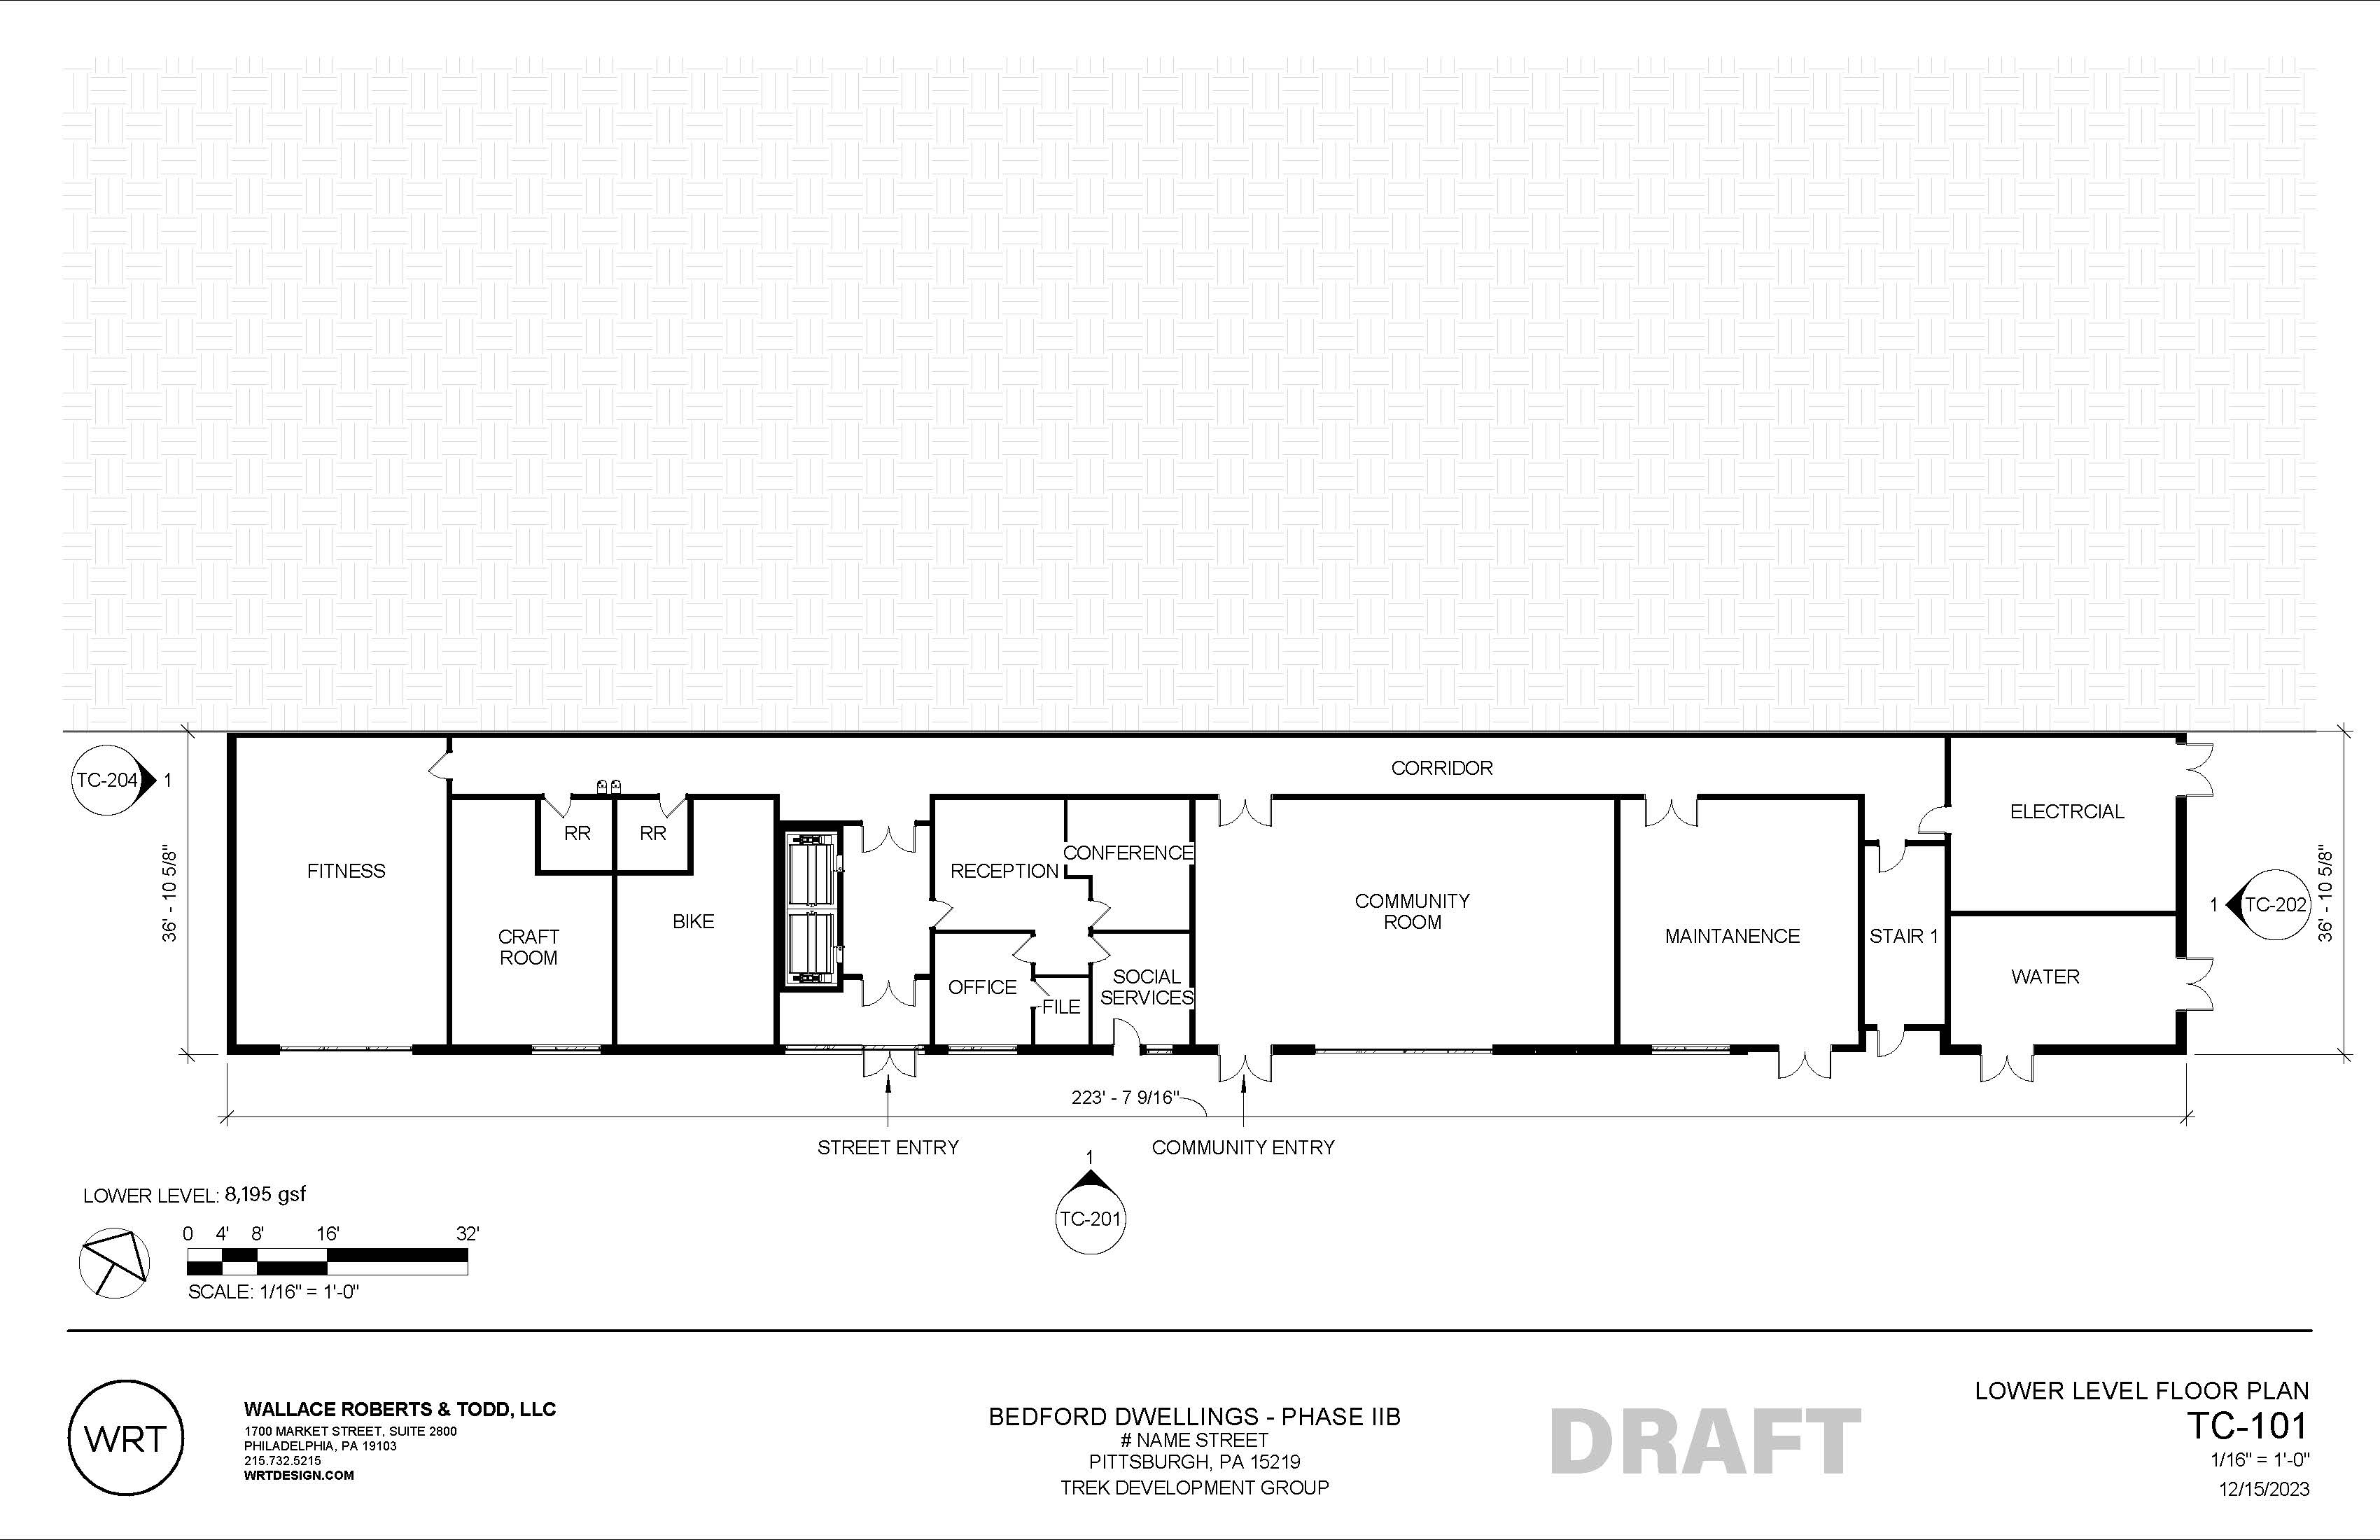 TC-204
1
36' - 10 5/8"
CORRIDOR
FITNESS
RR
RR
CRAFT
ROOM
BIKE
RECEPTION
CONFERENCE
OFFICE
FILE
SOCIAL
SERVICES
COMMUNITY
ROOM
MAINTANENCE
STAIR 1
ELECTRCIAL
WATER
1
TC-202
36' - 10 5/8"
223' - 7 9/16"
STREET ENTRY
COMMUNITY ENTRY
1
TC-201
LOWER LEVEL: 8,195 gsf
0 4' 8' 16' 32'
SCALE: 1/16" = 1'-0"
WRT
WALLACE ROBERTS & TODD, LLC
1700 MARKET STREET, SUITE 2800
PHILADELPHIA, PA 19103
215.732.5215
WRTDESIGN.COM
BEDFORD DWELLINGS - PHASE IIB
# NAME STREET
PITTSBURGH, PA 15219
TREK DEVELOPMENT GROUP
DRAFT
LOWER LEVEL FLOOR PLAN
TC-101
1/16" = 1'-0"
12/15/2023